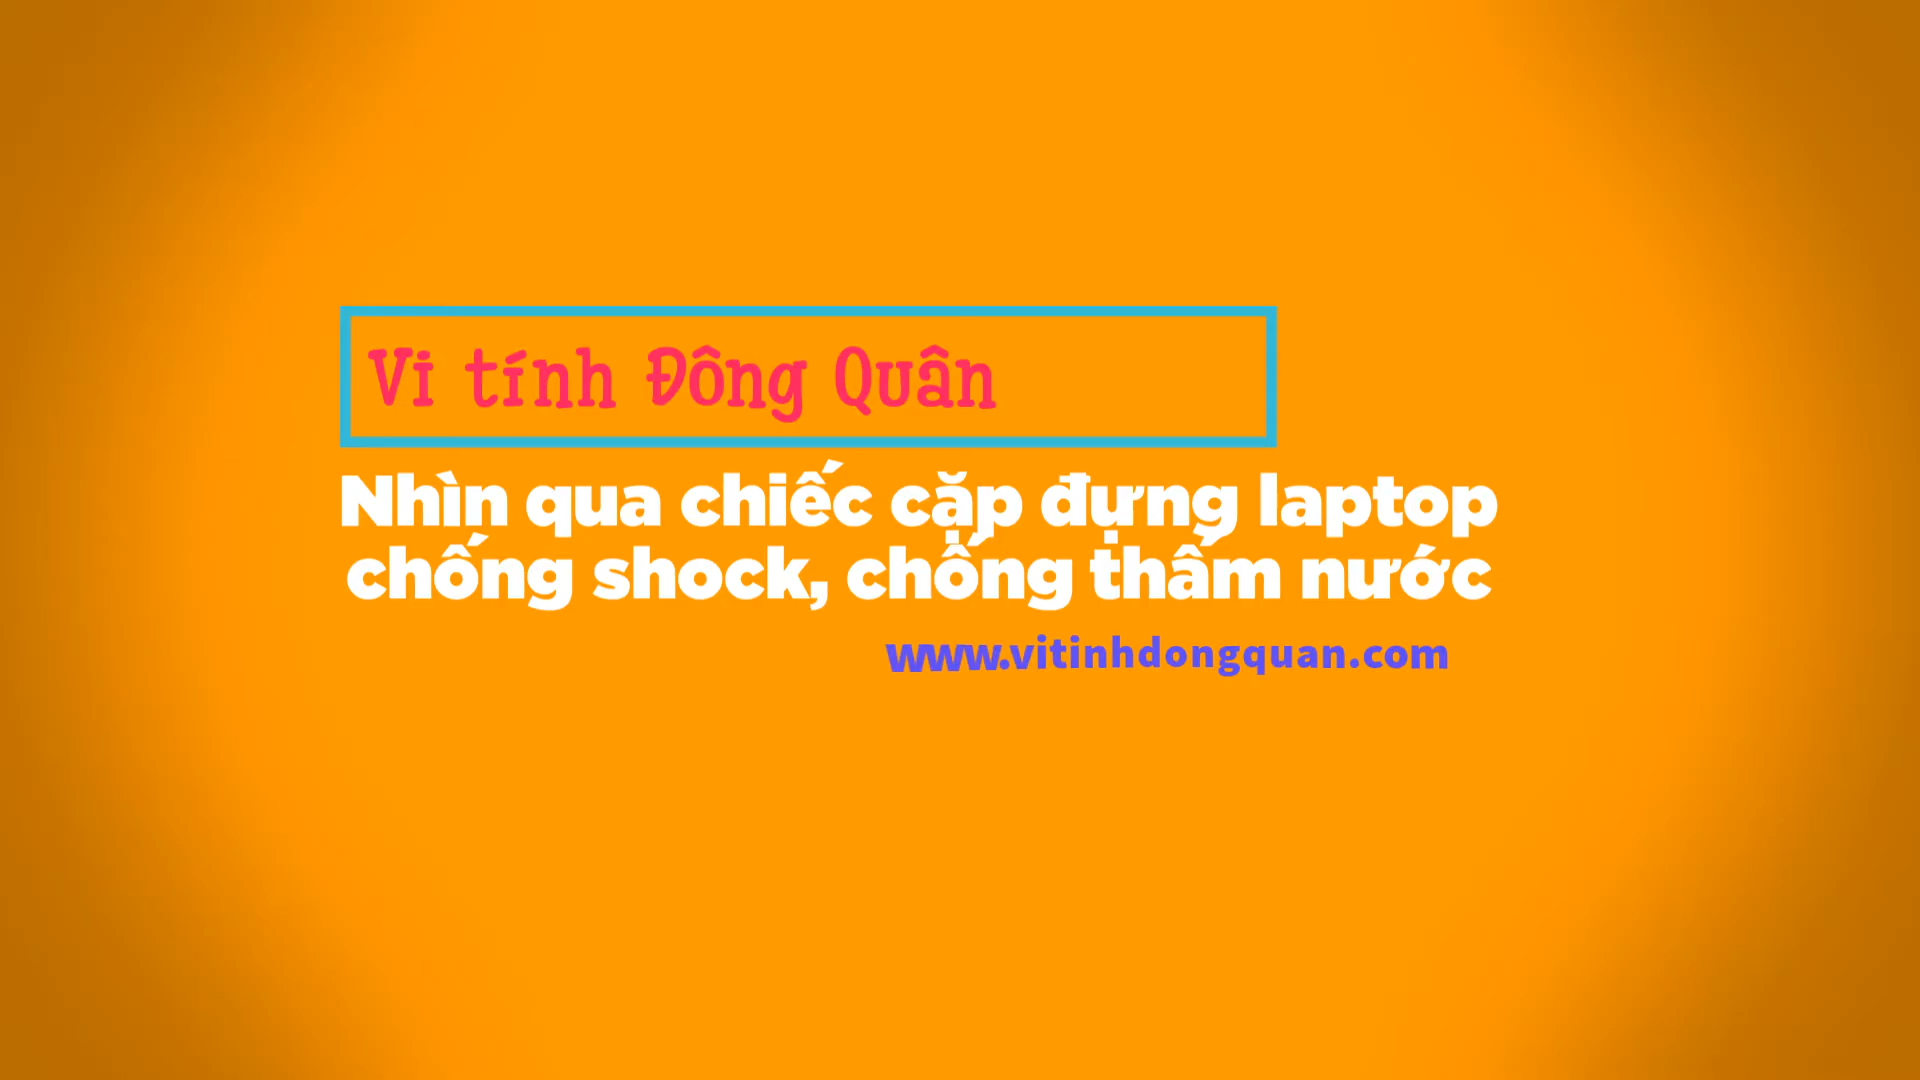 Vi tính Đông Quân
Nhìn qua chiếc cặp đựng laptop
chống shock, chống thấm nước
www.vitinhdongquan.com